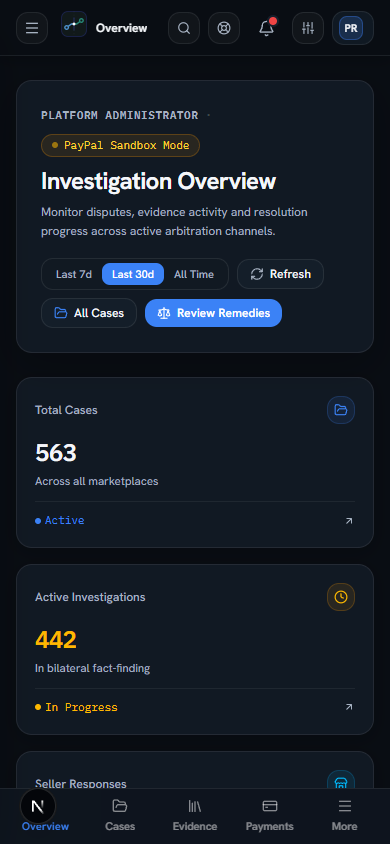 Overview
PR
PLATFORM ADMINISTRATOR ·
PayPal Sandbox Mode
Investigation Overview
Monitor disputes, evidence activity and resolution
progress across active arbitration channels.
Last 7d Last 30d All Time Refresh
All Cases Review Remedies
Total Cases
563
Across all marketplaces
Active
Active Investigations
442
In bilateral fact-finding
In Progress
Seller Responses
N
Overview Cases Evidence Payments More